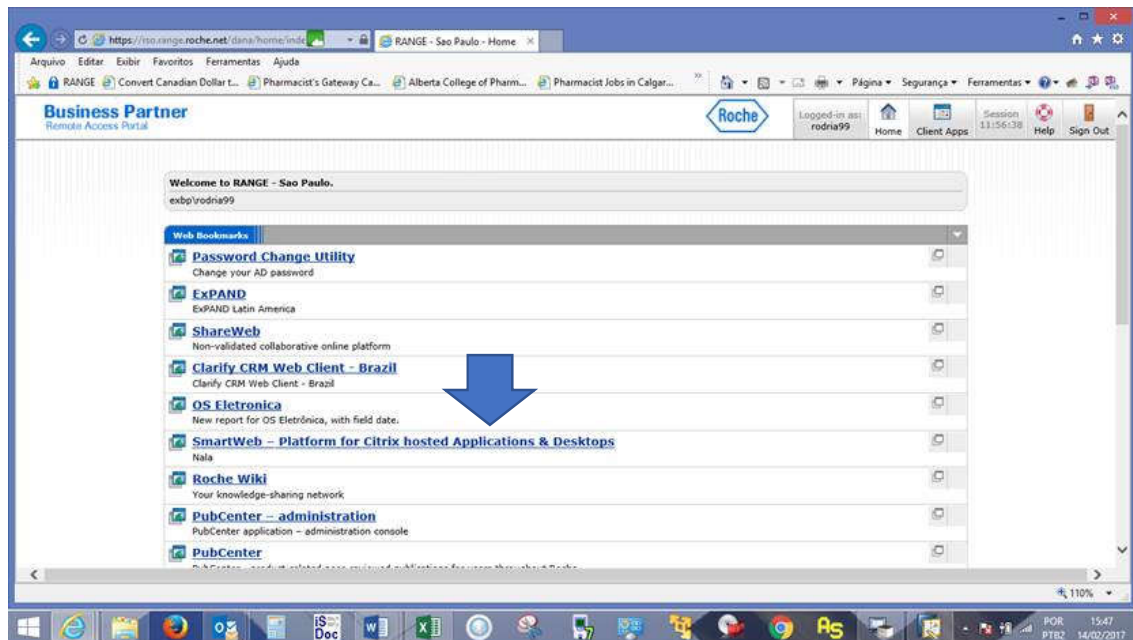 https://rso.range.roche.net/dana/home/inde
RANGE - Sao Paulo - Home
Arquivo Editar Exibir Favoritos Ferramentas Ajuda
RANGE Convert Canadian Dollar t... Pharmacist's Gateway Ca... Alberta College of Pharm... Pharmacist Jobs in Calgar... Página Segurança Ferramentas
Business Partner
Remote Access Portal
Roche
Logged-in as:
rodria99
Home
Client Apps
Session
11:56:38
Help
Sign Out
Welcome to RANGE - Sao Paulo.
exbp\rodria99
Web Bookmarks
Password Change Utility
Change your AD password
ExPAND
ExPAND Latin America
ShareWeb
Non-validated collaborative online platform
Clarify CRM Web Client - Brazil
Clarify CRM Web Client - Brazil
OS Eletronica
New report for OS Eletrônica, with field date.
SmartWeb – Platform for Citrix hosted Applications & Desktops
Nala
Roche Wiki
Your knowledge-sharing network
PubCenter – administration
PubCenter application – administration console
PubCenter
110%
iS
Doc
As
POR 15:47
PTB2 14/02/2017